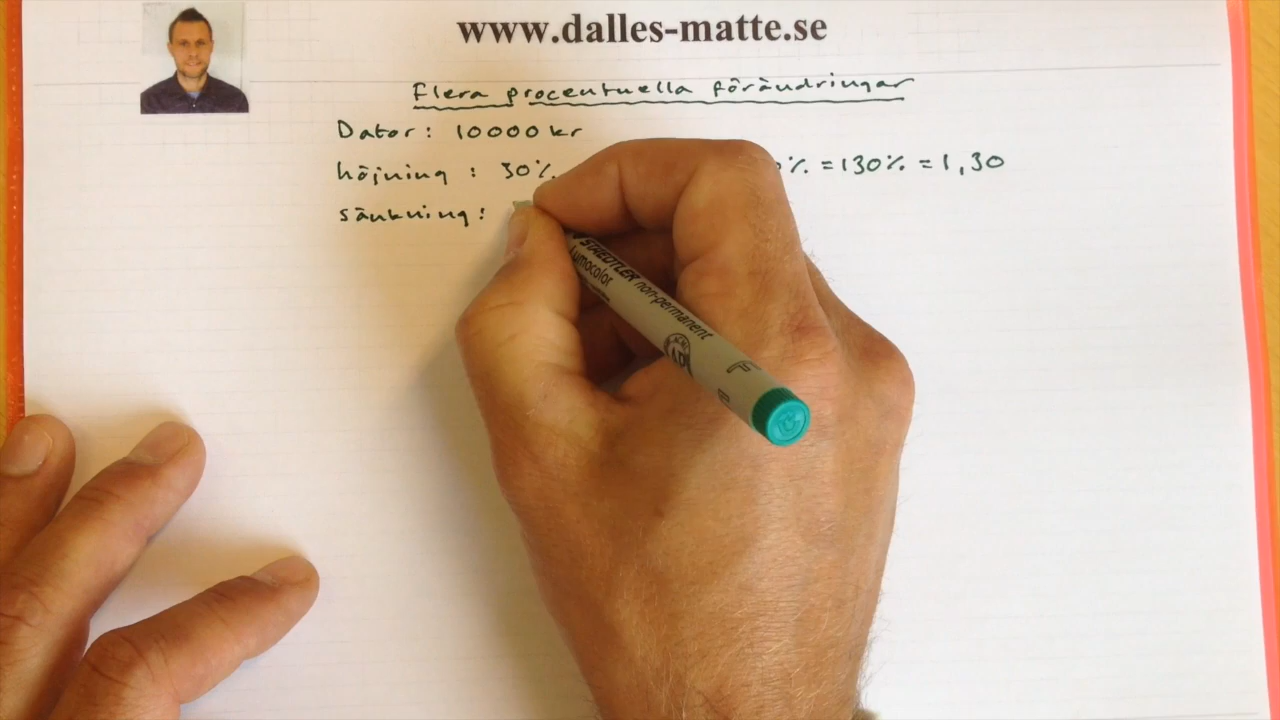 www.dalles-matte.se
Flera procentuella förändringar
Dator: 10000 kr
höjning: 30% % = 130% = 1,30
sänkning:
STAEDTLER non-permanent
Lumocolor
F